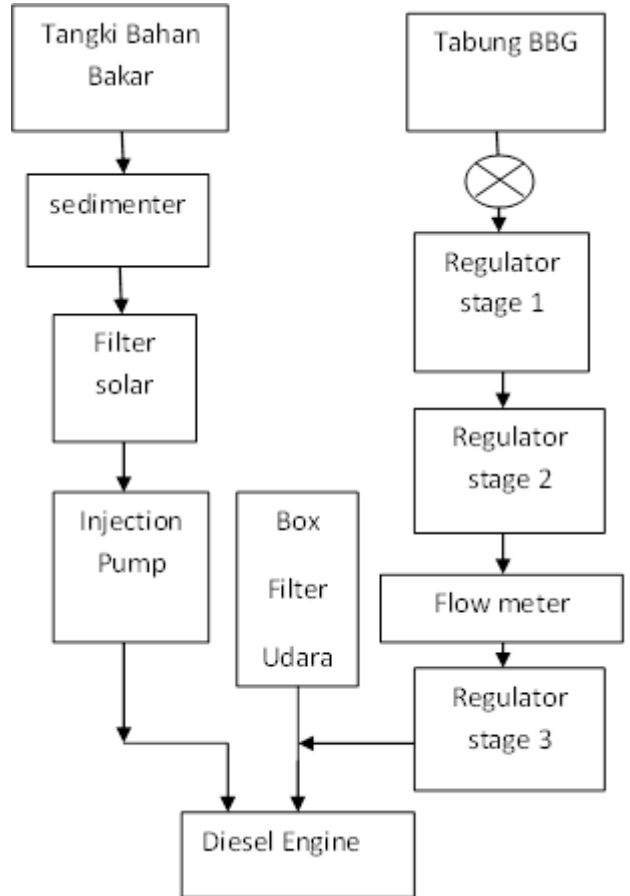 Tangki Bahan
Bakar
Tabung BBG
sedimenter
Regulator
stage 1
Filter
solar
Regulator
stage 2
Injection
Pump
Box
Filter
Udara
Flow meter
Regulator
stage 3
Diesel Engine